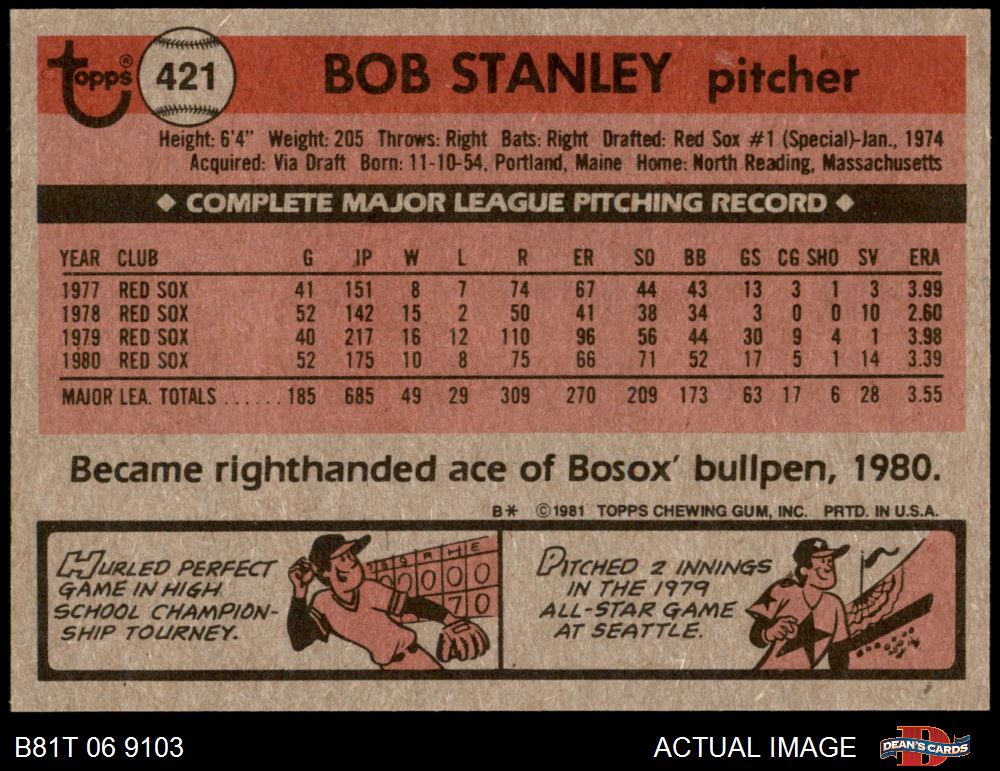 Topps® 421 BOB STANLEY pitcher
Height: 6'4" Weight: 205 Throws: Right Bats: Right Drafted: Red Sox #1 (Special)-Jan., 1974
Acquired: Via Draft Born: 11-10-54, Portland, Maine Home: North Reading, Massachusetts
◆ COMPLETE MAJOR LEAGUE PITCHING RECORD ◆
YEAR CLUB G IP W L R ER SO BB GS CG SHO SV ERA
1977 RED SOX 41 151 8 7 74 67 44 43 13 3 1 3 3.99
1978 RED SOX 52 142 15 2 50 41 38 34 3 0 0 10 2.60
1979 RED SOX 40 217 16 12 110 96 56 44 30 9 4 1 3.98
1980 RED SOX 52 175 10 8 75 66 71 52 17 5 1 14 3.39
MAJOR LEA. TOTALS ...... 185 685 49 29 309 270 209 173 63 17 6 28 3.55
Became righthanded ace of Bosox' bullpen, 1980.
B* ©1981 TOPPS CHEWING GUM, INC. PRTD. IN U.S.A.
HURLED PERFECT
GAME IN HIGH
SCHOOL CHAMPION-
SHIP TOURNEY.
R H E
0 0 0 0 0
7 0
PITCHED 2 INNINGS
IN THE 1979
ALL-STAR GAME
AT SEATTLE.
B81T 06 9103 ACTUAL IMAGE DEAN'S CARDS